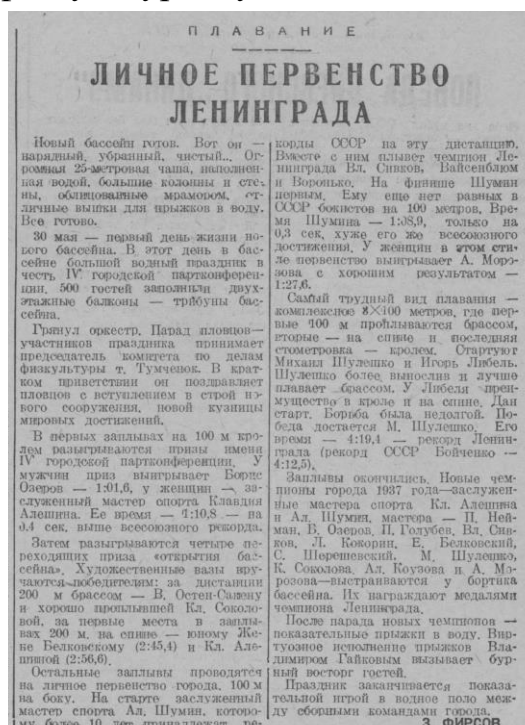 ПЛАВАНИЕ
ЛИЧНОЕ ПЕРВЕНСТВО
ЛЕНИНГРАДА
Новый бассейн готов. Вот он —
нарядный, убранный, чистый... Ог-
ромная 25-метровая чаша, наполнен-
ная водой, большие колонны и сте-
ны, облицованные мрамором, от-
личные вышки для прыжков в воду.
Все готово.
30 мая — первый день жизни но-
вого бассейна. В этот день в бас-
сейне большой водный праздник в
честь IV городской партконферен-
ции. 500 гостей заполнили двух-
этажные балконы — трибуны бас-
сейна.
Грянул оркестр. Парад пловцов—
участников праздника принимает
председатель комитета по делам
физкультуры т. Тумченок. В крат-
ком приветствии он поздравляет
пловцов с вступлением в строй но-
вого сооружения, новой кузницы
мировых достижений.
В первых заплывах на 100 м кро-
лем разыгрываются призы имени
IV городской партконференции. У
мужчин приз выигрывает Борис
Озеров — 1:01,6, у женщин — за-
служенный мастер спорта Клавдия
Алешина. Ее время — 1:10,8 — на
0.4 сек. выше всесоюзного рекорда.
Затем разыгрываются четыре пе-
реходящих приза «открытия бас-
сейна». Художественные вазы вру-
чаются победителям: за дистанции
200 м брассом — В. Остен-Сакену
и хорошо проплывшей Кл. Соколо-
вой, за первые места в заплы-
вах 200 м. на спине — юному Же-
не Белковскому (2:45,4) и Кл. Але-
шиной (2:56,6).
Остальные заплывы проводятся
на личное первенство города. 100 м
на боку. На старте заслуженный
мастер спорта Ал. Шумин, которо-
му более 10 лет принадлежат ре-
корды СССР на эту дистанцию.
Вместе с ним плывет чемпион Ле-
нинграда Вл. Сивков, Вайсенблюм
и Воронько. На финише Шумин
первым. Ему еще нет равных в
СССР бокистов на 100 метров. Вре-
мя Шумина — 1:08,9, только на
0,3 сек. хуже его же всесоюзного
достижения. У женщин в этом сти-
ле первенство выигрывает А. Моро-
зова с хорошим результатом —
1:27,6.
Самый трудный вид плавания —
комплексное 3×100 метров, где пер-
вые 100 м проплываются брассом,
вторые — на спине и последняя
стометровка — кролем. Стартуют
Михаил Шулешко и Игорь Либель.
Шулешко более вынослив и лучше
плавает брассом. У Либеля преи-
мущество в кроле и на спине. Дан
старт. Борьба была недолгой. По-
беда достается М. Шулешко. Его
время — 4:19,4 — рекорд Ленин-
града (рекорд СССР Бойченко —
4:12,5).
Заплывы окончились. Новые чем-
пионы города 1937 года—заслужен-
ные мастера спорта Кл. Алешина
и Ал. Шумин, мастора — П. Ней-
ман, Б. Озеров, П. Голубев, Вл. Сив-
ков, Л. Кокорин, Е. Белковский,
С. Шерешевский, М. Шулешко,
К. Соколова, Ал. Коузова и А. Мо-
розова—выстраиваются у бортика
бассейна. Их награждают медалями
чемпиона Ленинграда.
После парада новых чемпионов —
показательные прыжки в воду. Вир-
туозное исполнение прыжков Вла-
димиром Гайковым вызывает бур-
ный восторг гостей.
Праздник заканчивается показа-
тельной игрой в водное поло меж-
ду сборными командами города.
З. ФИРСОВ